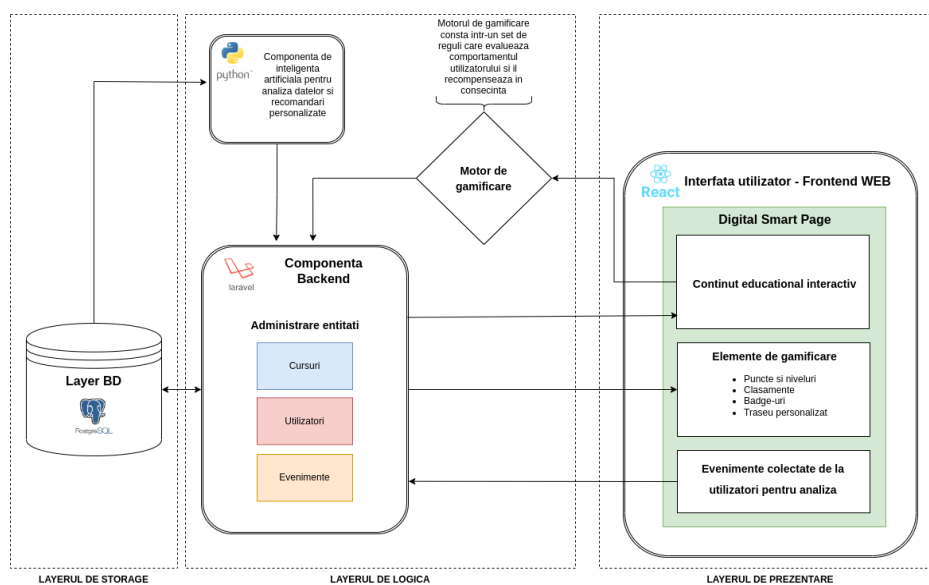 Motorul de gamificare
consta intr-un set de
reguli care evalueaza
comportamentul
utilizatorului si il
recompenseaza in
consecinta
python
Componenta de
inteligenta
artificiala pentru
analiza datelor si
recomandari
personalizate
Motor de
gamificare
React
Interfata utilizator - Frontend WEB
Digital Smart Page
Continut educational interactiv
Elemente de gamificare
• Puncte si niveluri
• Clasamente
• Badge-uri
• Traseu personalizat
Evenimente colectate de la
utilizatori pentru analiza
laravel
Componenta
Backend
Administrare entitati
Cursuri
Utilizatori
Evenimente
Layer BD
PostgreSQL
LAYERUL DE STORAGE
LAYERUL DE LOGICA
LAYERUL DE PREZENTARE